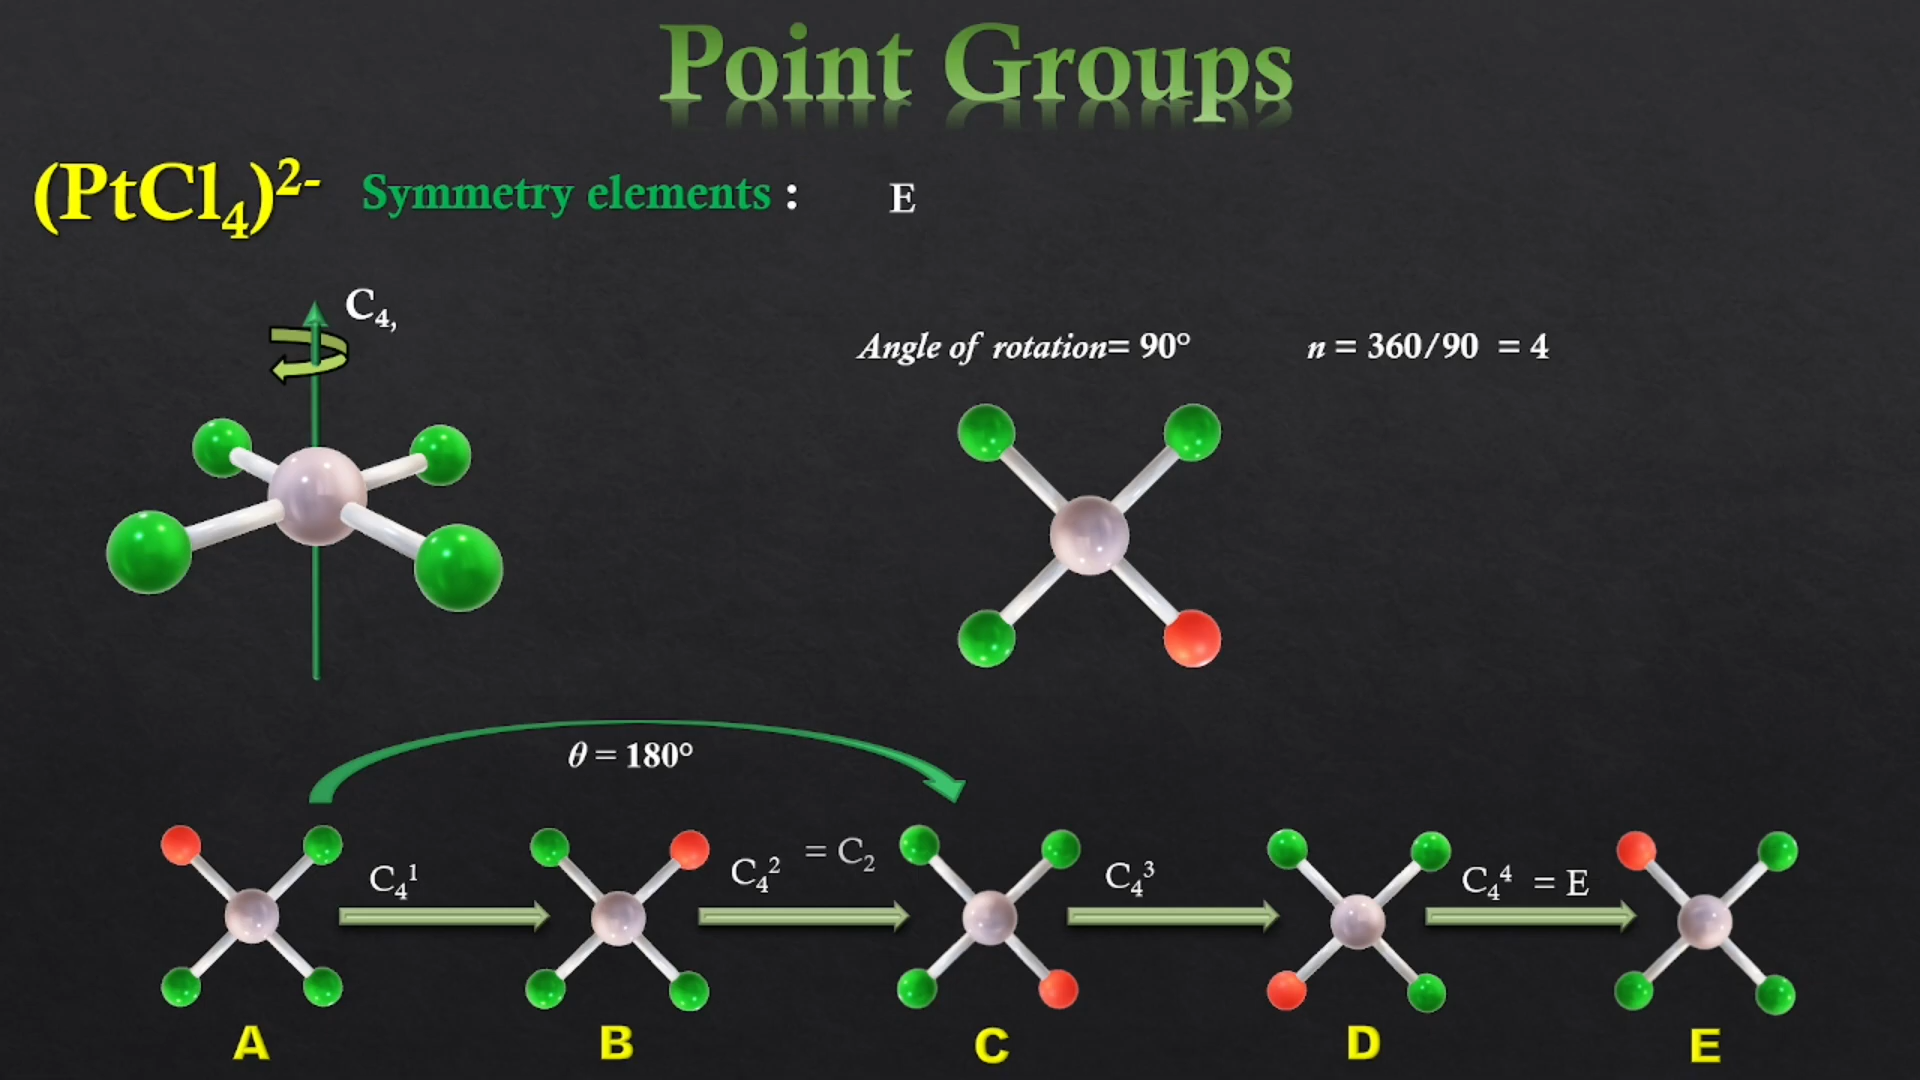 Point Groups
(PtCl₄)²⁻ Symmetry elements : E
C₄,
Angle of rotation= 90° n = 360/90 = 4
θ = 180°
C₄¹ C₄² = C₂ C₄³ C₄⁴ = E
A B C D E